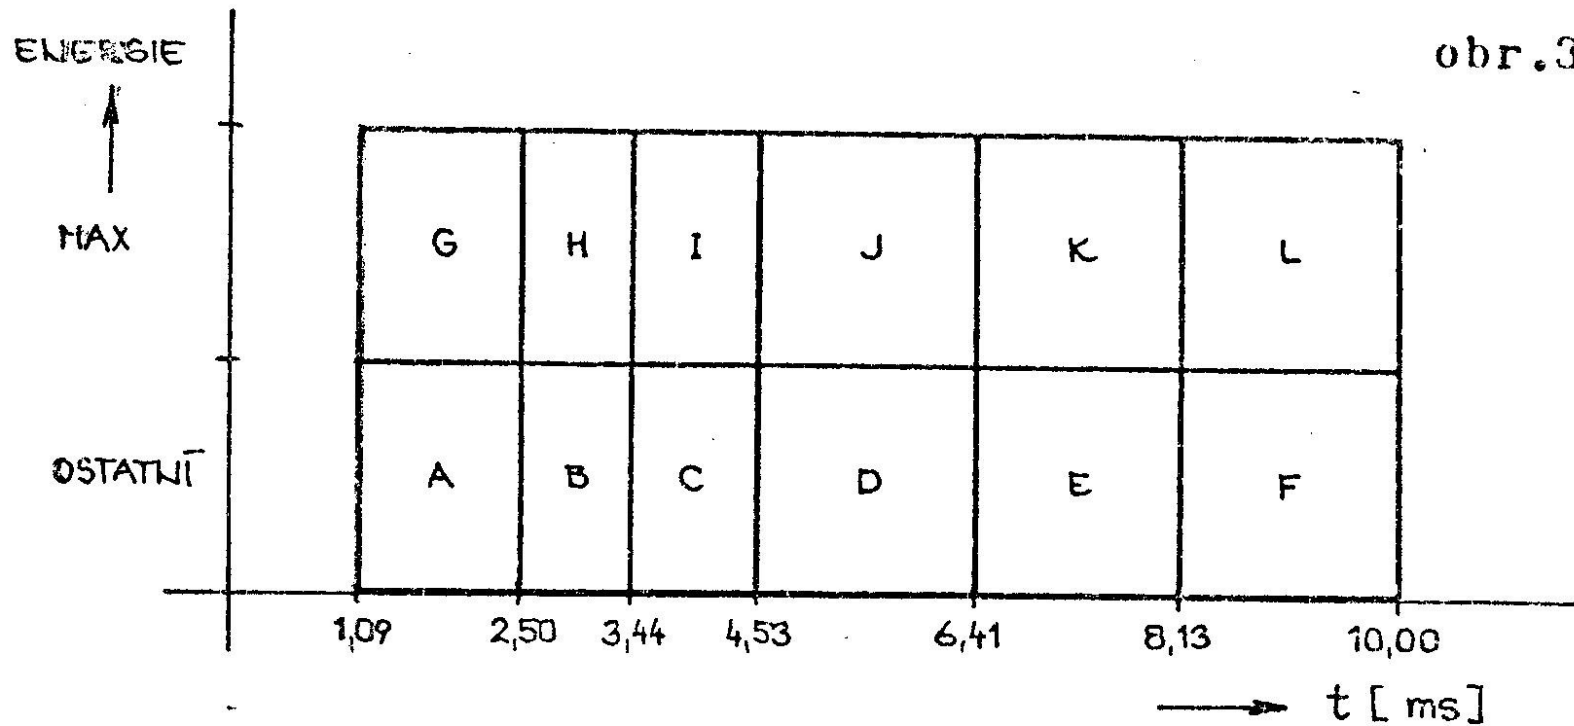 ENERGIE
obr.3
MAX
G H I J K L
OSTATNÍ
A B C D E F
1,09 2,50 3,44 4,53 6,41 8,13 10,00
t [ms]